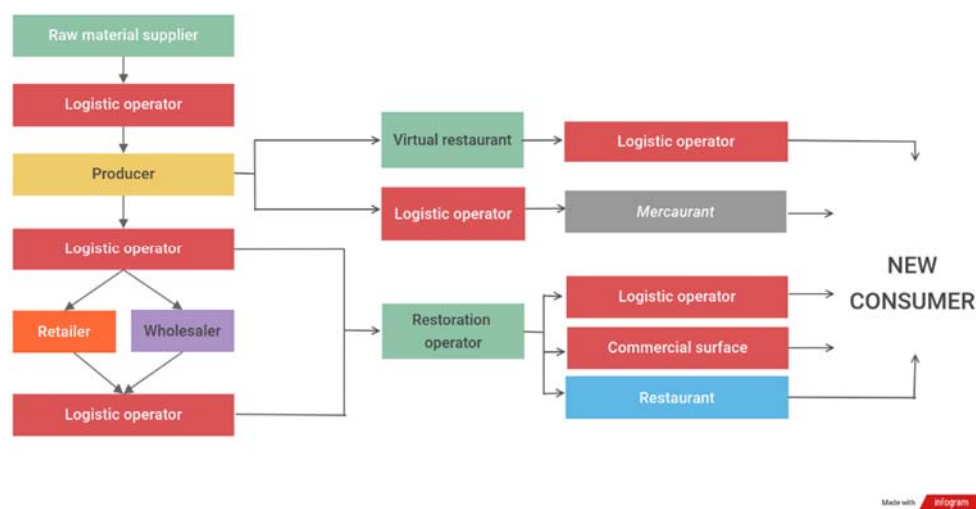 Raw material supplier
Logistic operator
Producer
Logistic operator
Retailer
Wholesaler
Logistic operator
Virtual restaurant
Logistic operator
Logistic operator
Mercaurant
Restoration
operator
Logistic operator
Commercial surface
Restaurant
NEW
CONSUMER
Made with infogram